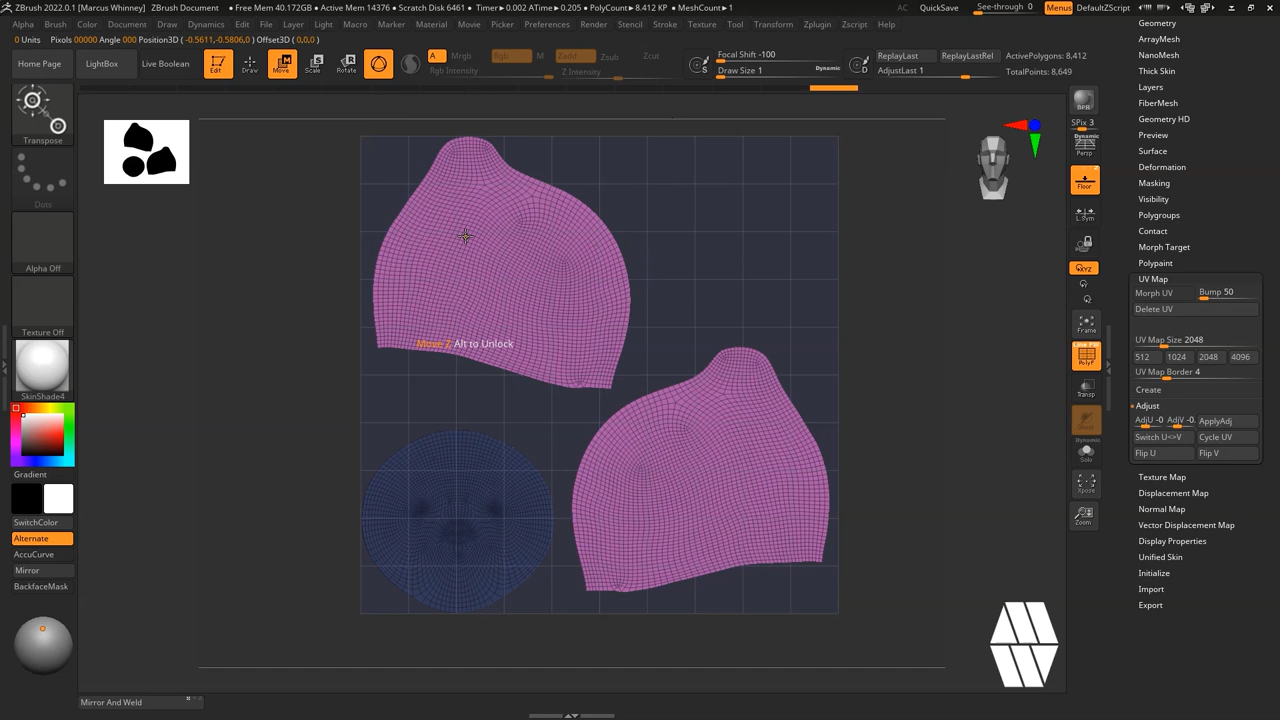 ZBrush 2022.0.1 [Marcus Whinney] ZBrush Document ● Free Mem 40.172GB ● Active Mem 14376 ● Scratch Disk 6461 ● Timer►0.002 ATime►0.205 ● PolyCount►8.412 KP ● MeshCount►1 AC QuickSave See-through 0 Menus DefaultZScript
Alpha Brush Color Document Draw Dynamics Edit File Layer Light Macro Marker Material Movie Picker Preferences Render Stencil Stroke Texture Tool Transform Zplugin Zscript Help
0 Units Pixels 00000 Angle 000 Position3D ( -0.5611,-0.5806,0 ) Offset3D ( 0,0,0 )
Home Page LightBox Live Boolean Edit Draw Move Scale Rotate A Mrgb Rgb M Zadd Zsub Zcut
Rgb Intensity Z Intensity
Focal Shift -100
Draw Size 1 Dynamic
ReplayLast ReplayLastRel ActivePolygons: 8,412
AdjustLast 1 TotalPoints: 8,649
Transpose
Dots
Alpha Off
Texture Off
SkinShade4
Gradient
SwitchColor
Alternate
AccuCurve
Mirror
BackfaceMask
Mirror And Weld
Move Z Alt to Unlock
BPR
SPix 3
Dynamic
Persp
Floor
L.Sym
XYZ
Frame
Line Fill
PolyF
Transp
Ghost
Dynamic
Solo
Xpose
Zoom
Geometry
ArrayMesh
NanoMesh
Thick Skin
Layers
FiberMesh
Geometry HD
Preview
Surface
Deformation
Masking
Visibility
Polygroups
Contact
Morph Target
Polypaint
UV Map
Morph UV Bump 50
Delete UV
UV Map Size 2048
512 1024 2048 4096
UV Map Border 4
Create
Adjust
AdjU -0 AdjV -0. ApplyAdj
Switch U<>V Cycle UV
Flip U Flip V
Texture Map
Displacement Map
Normal Map
Vector Displacement Map
Display Properties
Unified Skin
Initialize
Import
Export